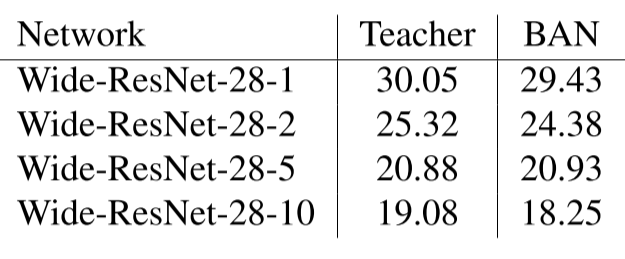 Network Teacher BAN
Wide-ResNet-28-1 30.05 29.43
Wide-ResNet-28-2 25.32 24.38
Wide-ResNet-28-5 20.88 20.93
Wide-ResNet-28-10 19.08 18.25